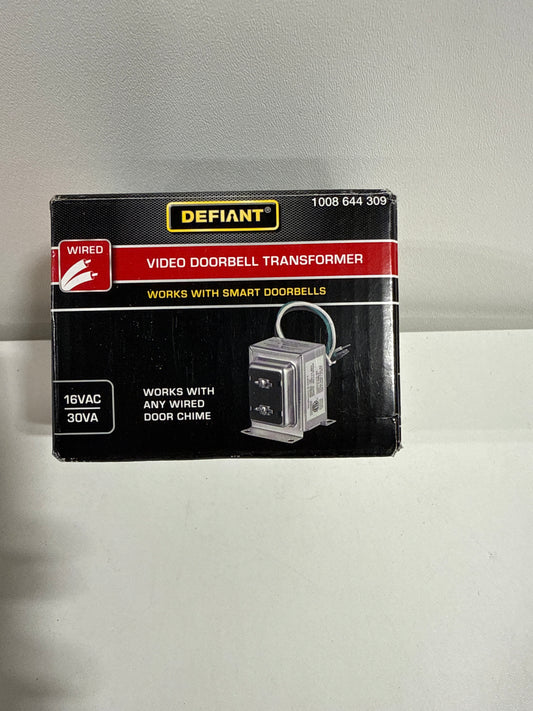 DEFIANT®
1008 644 309
WIRED
VIDEO DOORBELL TRANSFORMER
WORKS WITH SMART DOORBELLS
16VAC
30VA
WORKS WITH
ANY WIRED
DOOR CHIME